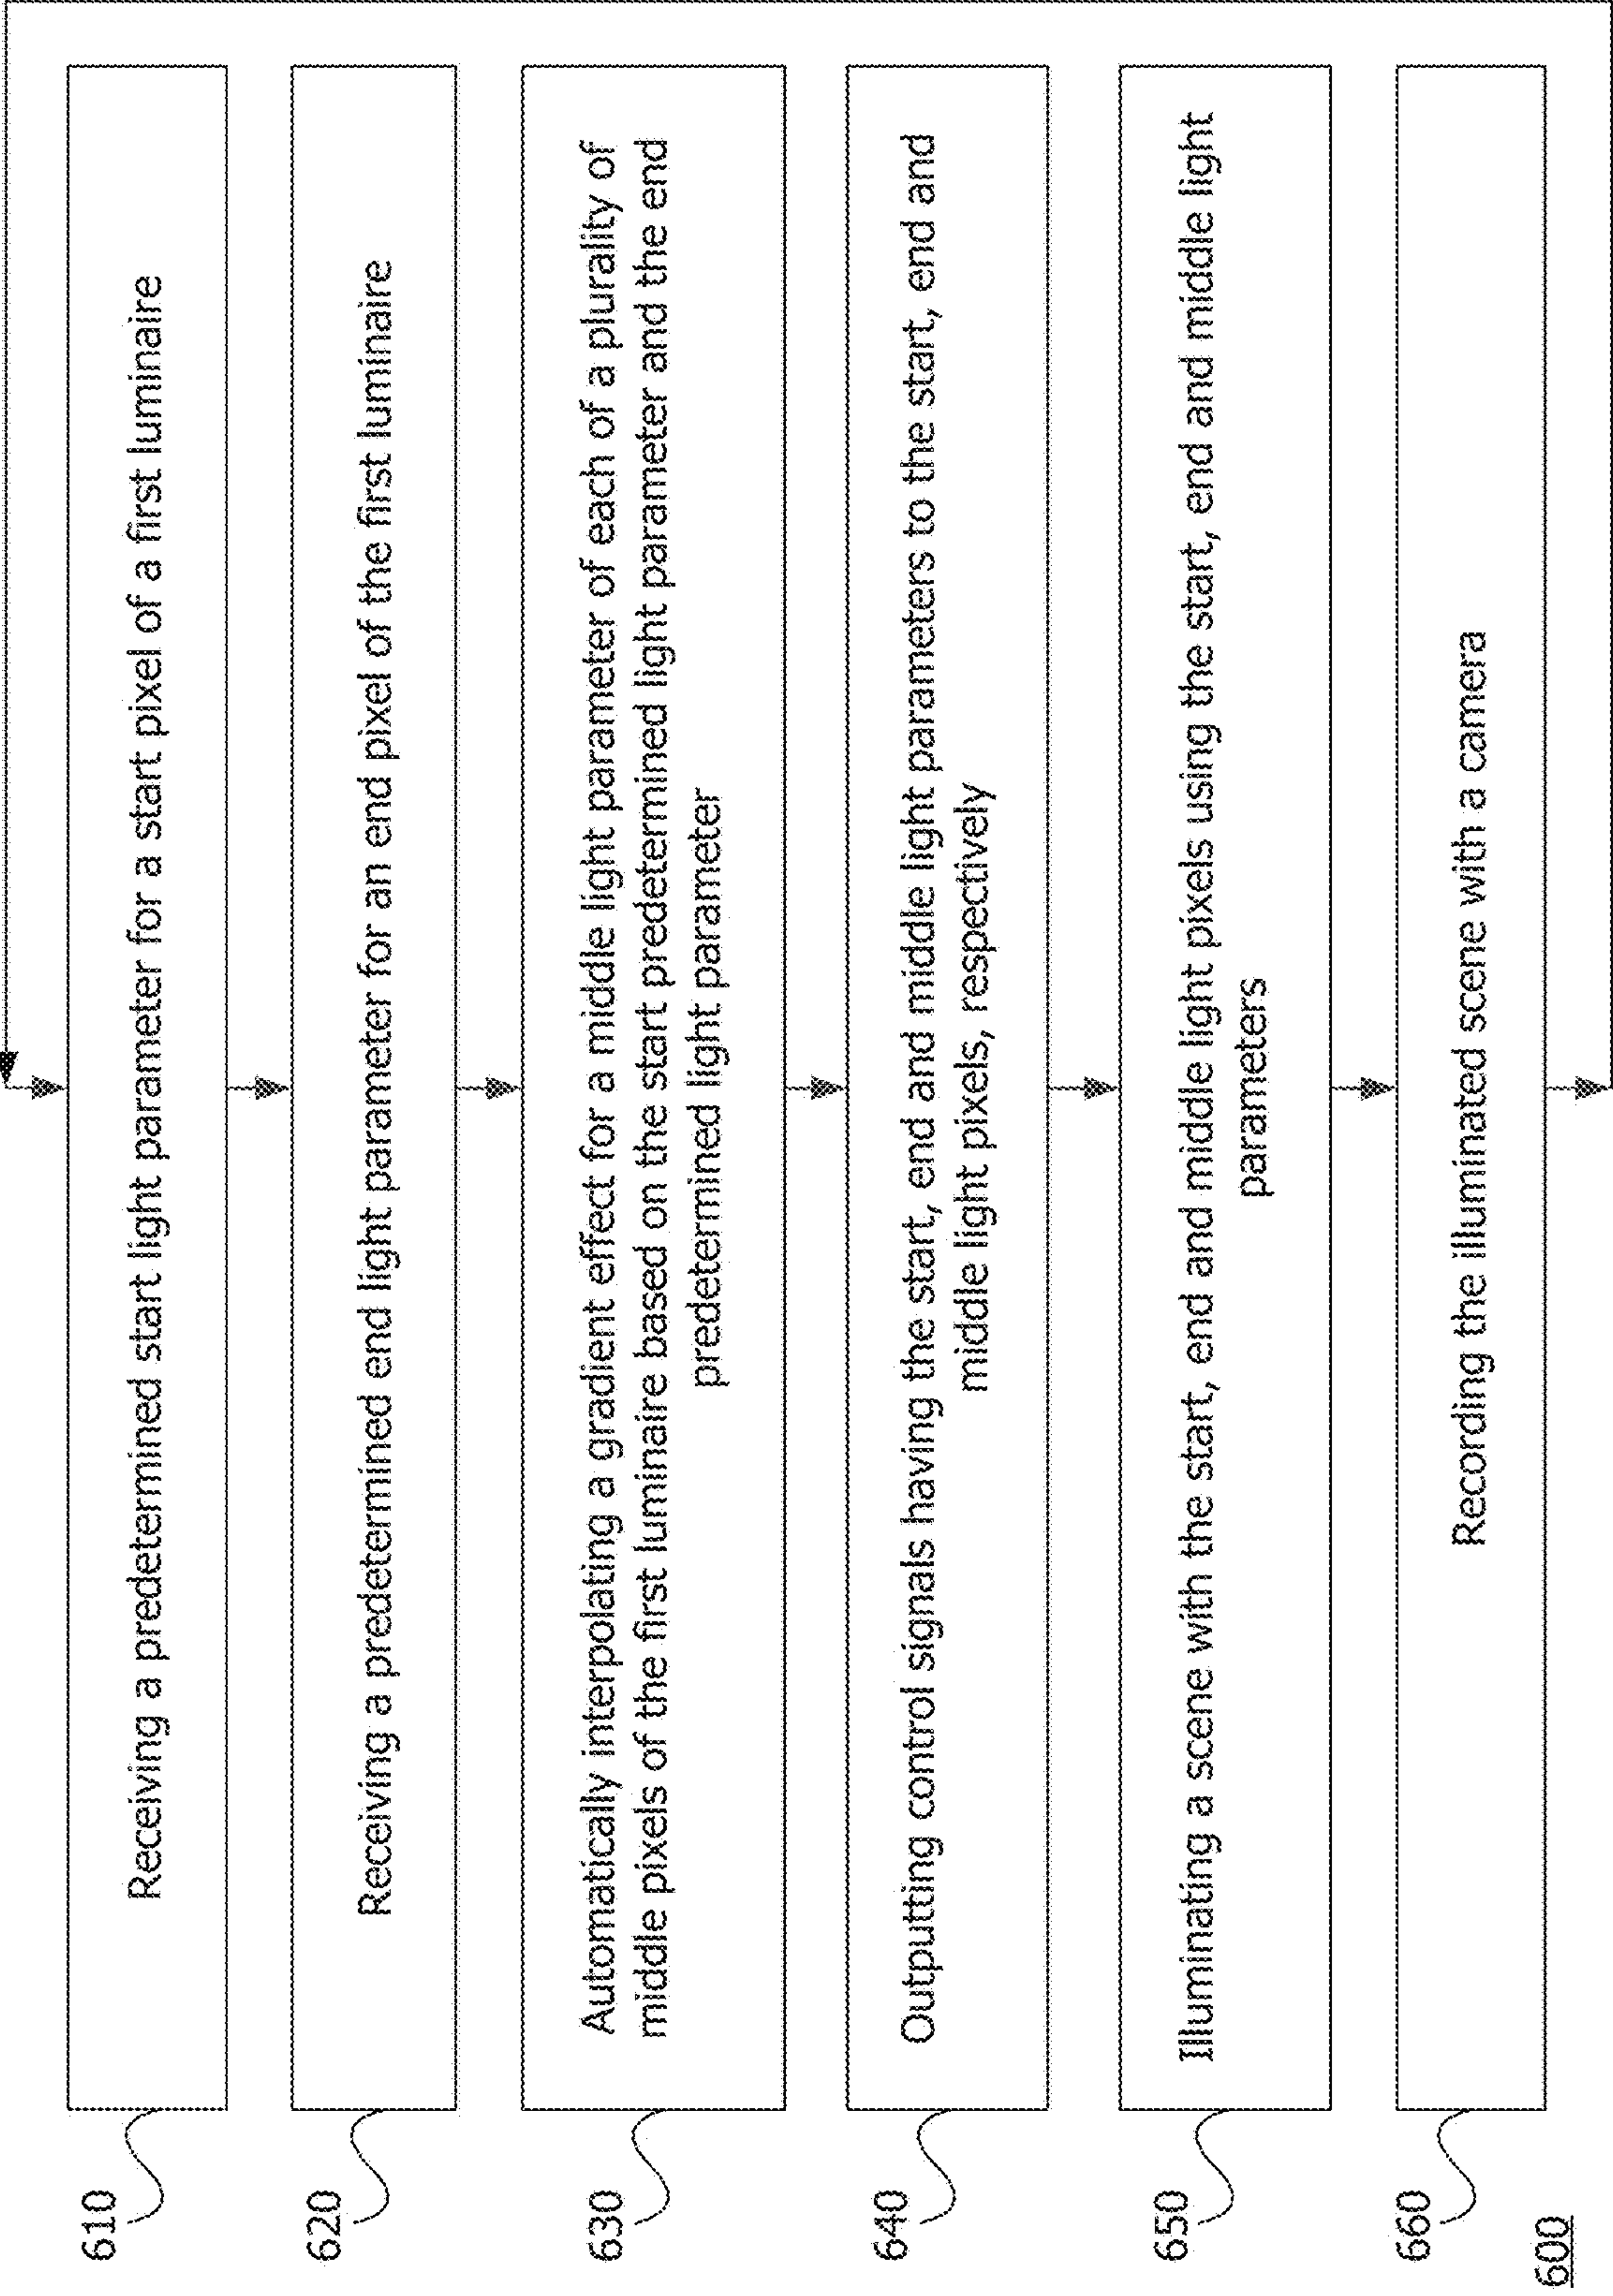 610
Receiving a predetermined start light parameter for a start pixel of a first luminaire
620
Receiving a predetermined end light parameter for an end pixel of the first luminaire
630
Automatically interpolating a gradient effect for a middle light parameter of each of a plurality of
middle pixels of the first luminaire based on the start predetermined light parameter and the end
predetermined light parameter
640
Outputting control signals having the start, end and middle light parameters to the start, end and
middle light pixels, respectively
650
Illuminating a scene with the start, end and middle light pixels using the start, end and middle light
parameters
660
Recording the illuminated scene with a camera
600